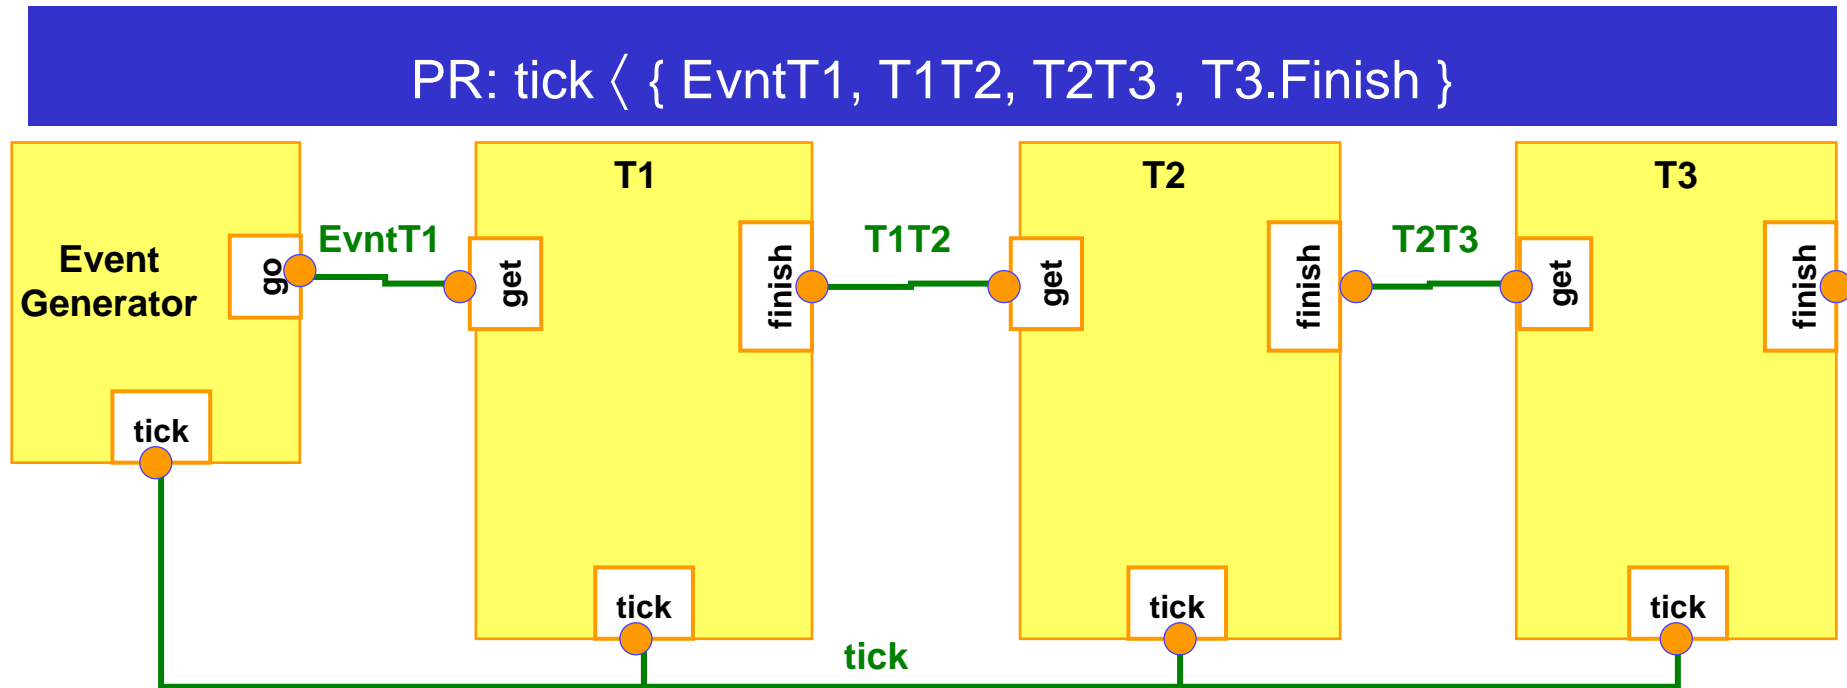 PR: tick 〈 { EvntT1, T1T2, T2T3 , T3.Finish }
T1
T2
T3
EvntT1
T1T2
T2T3
Event
Generator
go
get
finish
get
finish
get
finish
tick
tick
tick
tick
tick